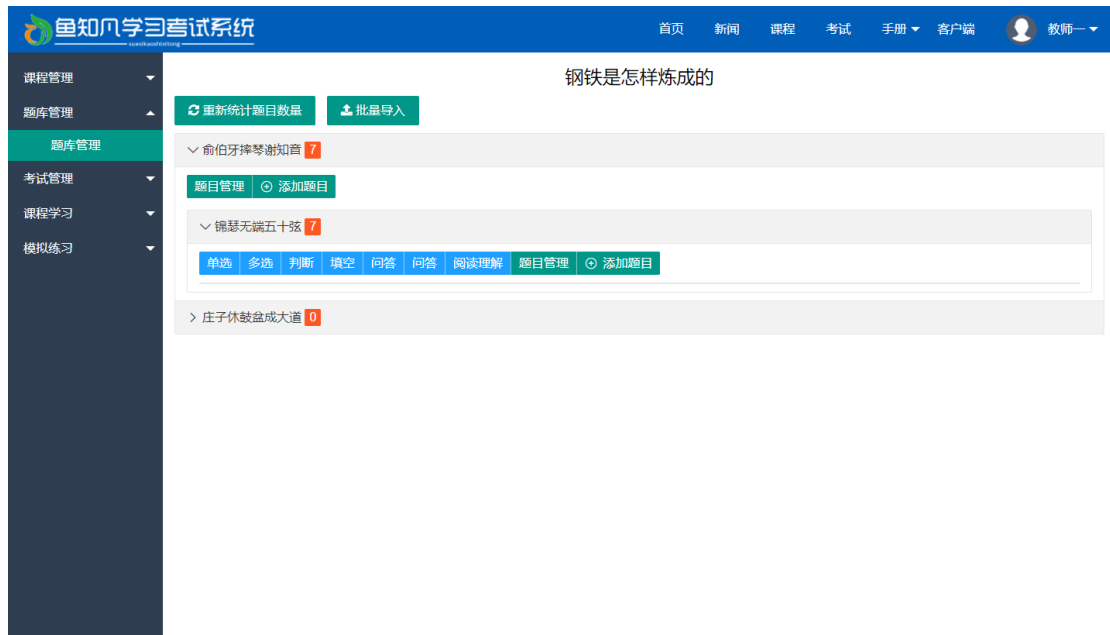 鱼知凡学习考试系统
xuexikaoshixitong
首页 新闻 课程 考试 手册 客户端 教师一
课程管理
题库管理
题库管理
考试管理
课程学习
模拟练习
钢铁是怎样炼成的
重新统计题目数量 批量导入
俞伯牙摔琴谢知音 7
题目管理 添加题目
锦瑟无端五十弦 7
单选 多选 判断 填空 问答 问答 阅读理解 题目管理 添加题目
庄子休鼓盆成大道 0